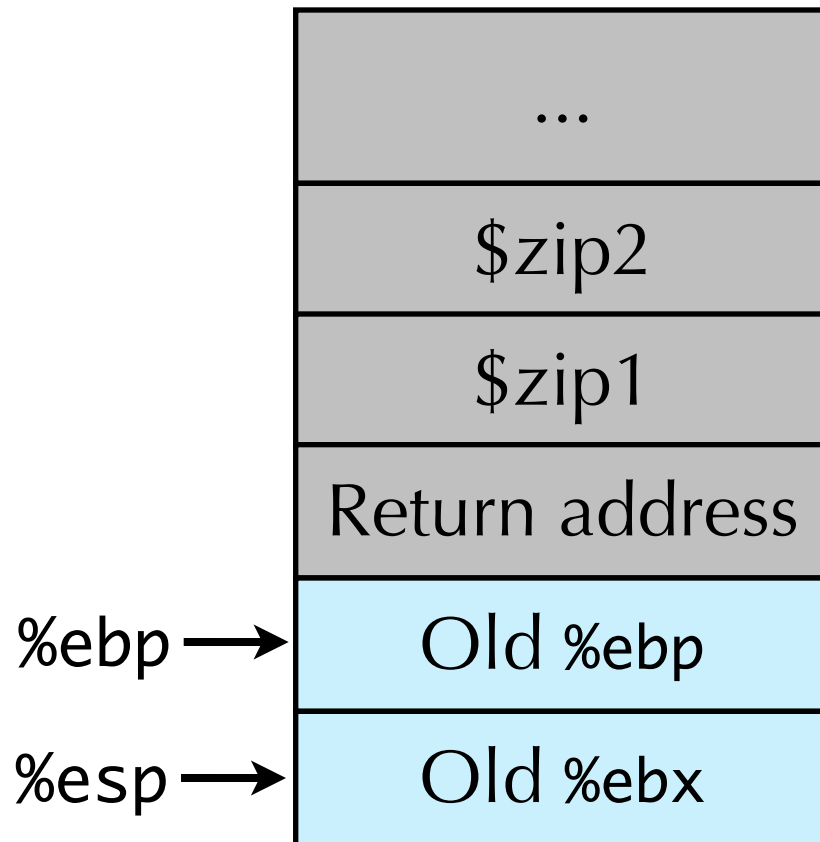 ...
$zip2
$zip1
Return address
%ebp Old %ebp
%esp Old %ebx